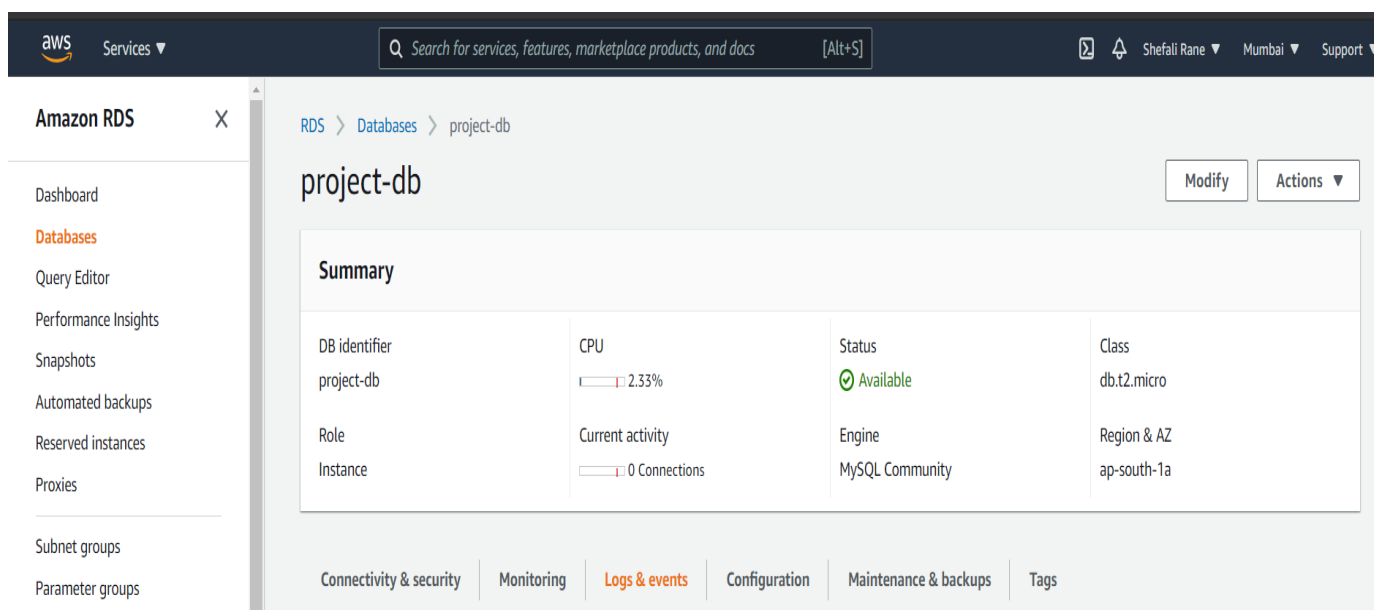 aws Services ▼ Search for services, features, marketplace products, and docs [Alt+S] Shefali Rane ▼ Mumbai ▼ Support ▼
Amazon RDS X
Dashboard
Databases
Query Editor
Performance Insights
Snapshots
Automated backups
Reserved instances
Proxies
Subnet groups
Parameter groups
RDS > Databases > project-db
project-db
Modify Actions ▼
Summary
DB identifier CPU Status Class
project-db 2.33% Available db.t2.micro
Role Current activity Engine Region & AZ
Instance 0 Connections MySQL Community ap-south-1a
Connectivity & security Monitoring Logs & events Configuration Maintenance & backups Tags